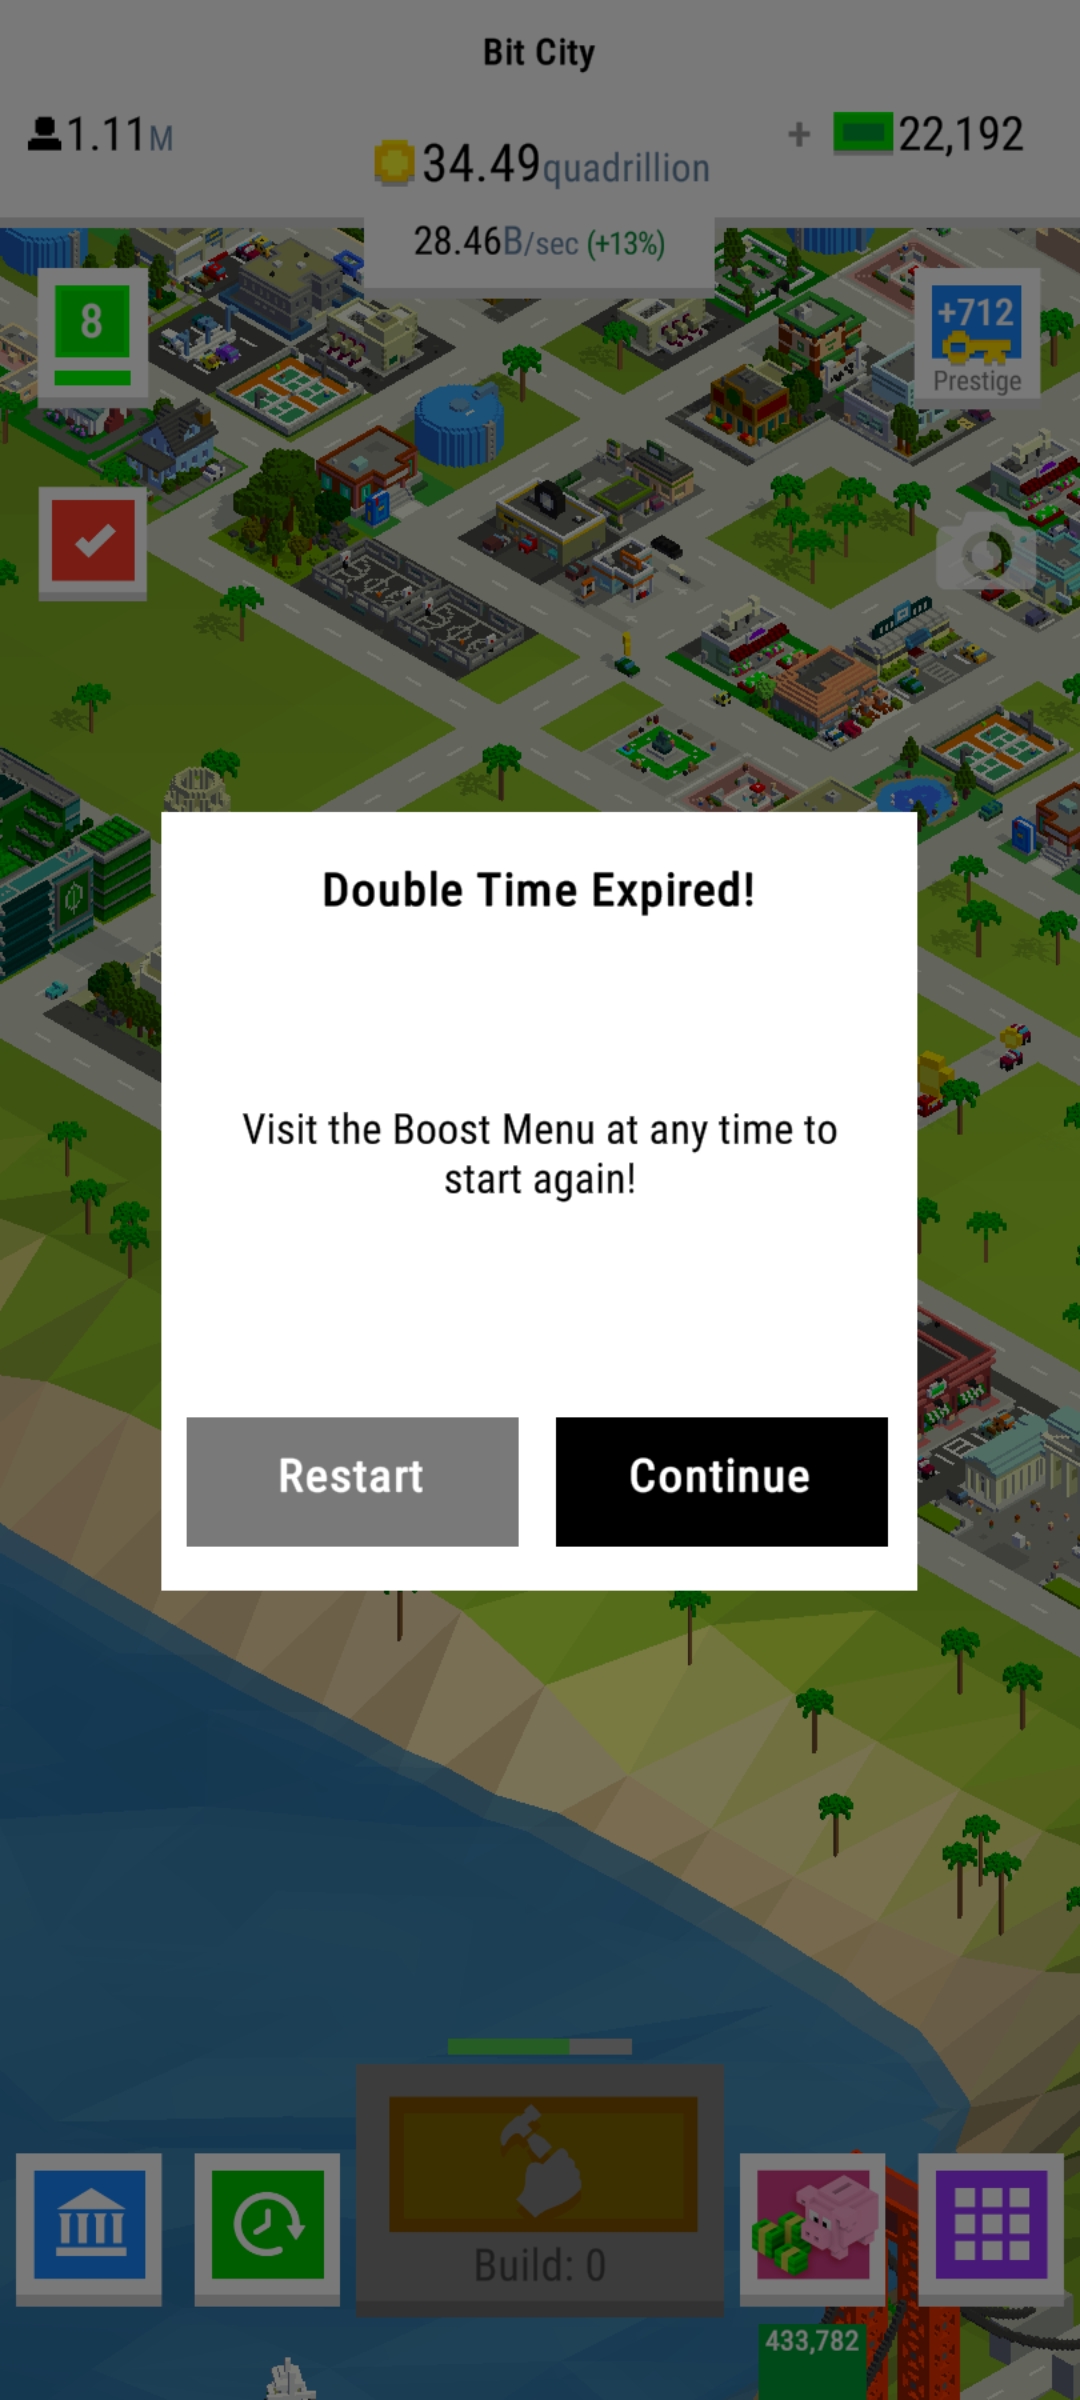 Bit City
1.11M
34.49quadrillion
+ 22,192
28.46B/sec (+13%)
8
+712
Prestige
Double Time Expired!
Visit the Boost Menu at any time to
start again!
Restart
Continue
Build: 0
433,782